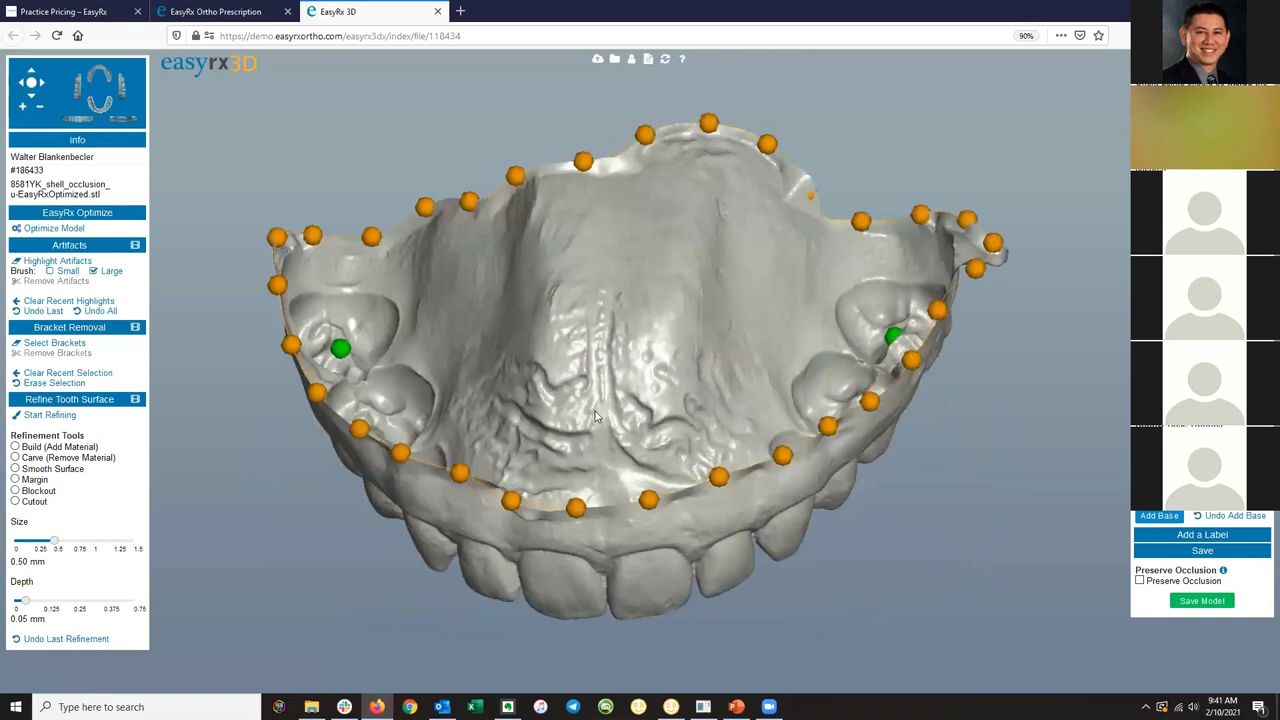 Practice Pricing – EasyRx
EasyRx Ortho Prescription
EasyRx 3D
https://demo.easyrxortho.com/easyrx3dx/index/file/118434
90%
easyrx3D
info
Walter Blankenbecler
#186433
8581YK_shell_occlusion_
u-EasyRxOptimized.stl
EasyRx Optimize
Optimize Model
Artifacts
Highlight Artifacts
Brush: Small Large
Remove Artifacts
Clear Recent Highlights
Undo Last Undo All
Bracket Removal
Select Brackets
Remove Brackets
Clear Recent Selection
Erase Selection
Refine Tooth Surface
Start Refining
Refinement Tools
Build (Add Material)
Carve (Remove Material)
Smooth Surface
Margin
Blockout
Cutout
Size
0 0.25 0.5 0.75 1 1.25 1.5
0.50 mm
Depth
0 0.125 0.25 0.375 0.75
0.05 mm
Undo Last Refinement
Add Base Undo Add Base
Add a Label
Save
Preserve Occlusion
Preserve Occlusion
Save Model
Type here to search
9:41 AM
2/10/2021